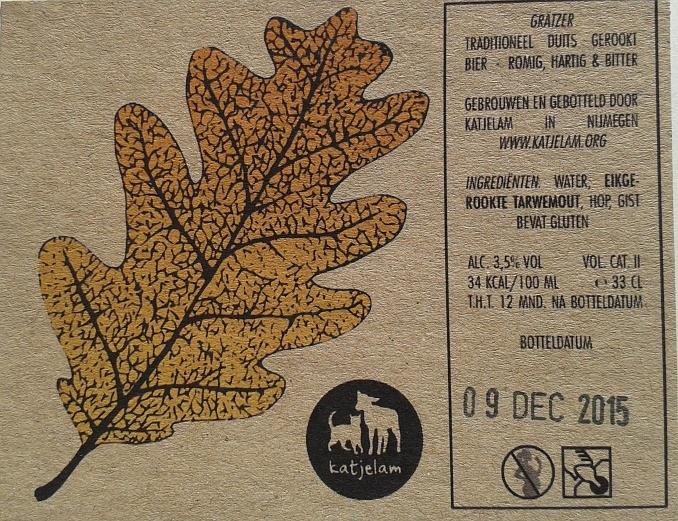 GRÄTZER
TRADITIONEEL DUITS GEROOKT
BIER - ROMIG, HARTIG & BITTER
GEBROUWEN EN GEBOTTELD DOOR
KATJELAM IN NIJMEGEN
WWW.KATJELAM.ORG
INGREDIËNTEN: WATER, EIKGE-
ROOKTE TARWEMOUT, HOP, GIST
BEVAT GLUTEN
ALC. 3,5% VOL VOL. CAT. II
34 KCAL/100 ML ℮ 33 CL
T.H.T. 12 MND. NA BOTTELDATUM
BOTTELDATUM
09 DEC 2015
katjelam